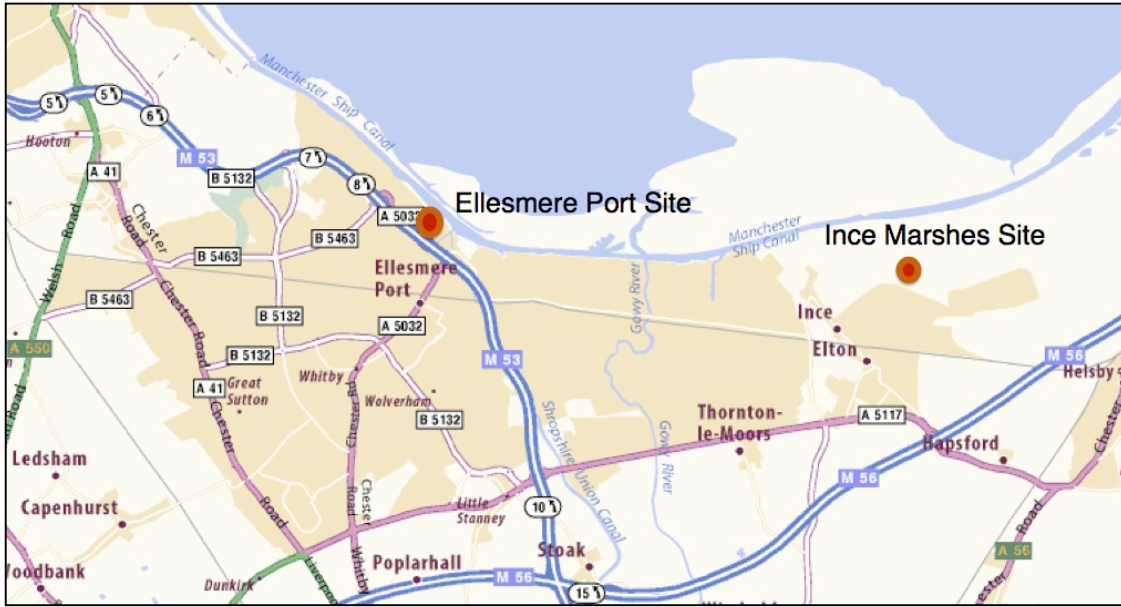 Manchester
Ship Canal
5
5
6
Hooton
M 53
7
B 5132
8
A 41
Ellesmere Port Site
A 5032
Chester
Road
Manchester
Ship Canal
Ince Marshes Site
B 5463
B 5463
Ellesmere
Port
Gowy River
Welsh Road
B 5463
Chester Road
B 5132
A 5032
Ince
Elton
A 550
B 5132
M 53
M 56
Helsby
Whitby
A 41
Great
Sutton
Wolverham
B 5132
Chester
Road
Shropshire Union Canal
Thornton-
le-Moors
A 5117
Chester
Road
Hapsford
Gowy River
Ledsham
Chester
Road
Whitby
M 56
Capenhurst
Little
Stanney
10
Road
A 56
Poplarhall
Stoak
Liverpool
Dunkirk
M 56
15